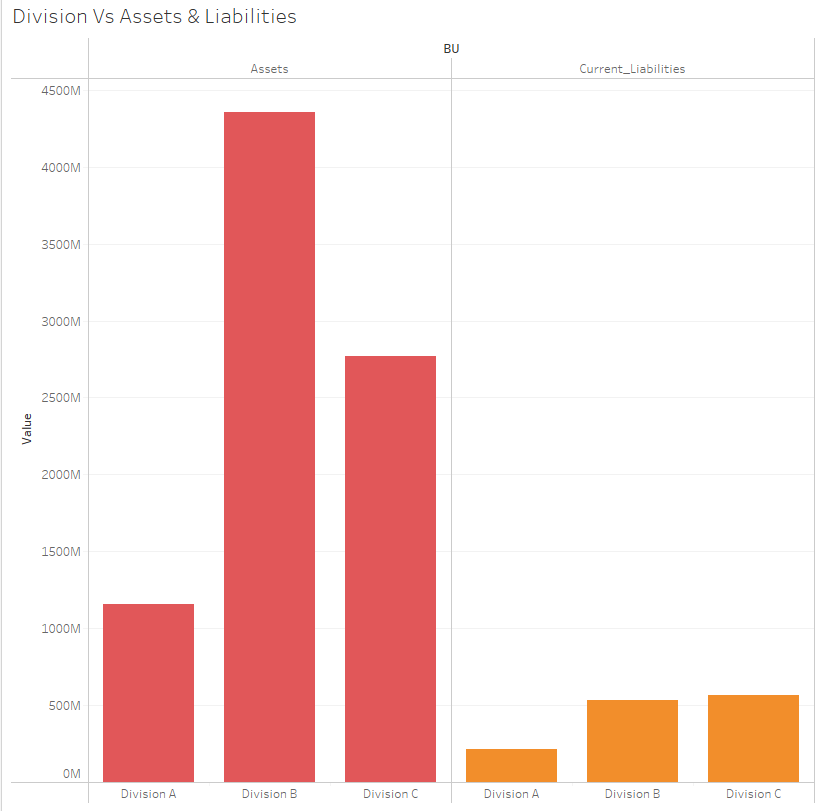 Division Vs Assets & Liabilities
BU
Assets Current_Liabilities
4500M
4000M
3500M
3000M
2500M
Value
2000M
1500M
1000M
500M
0M
Division A Division B Division C Division A Division B Division C